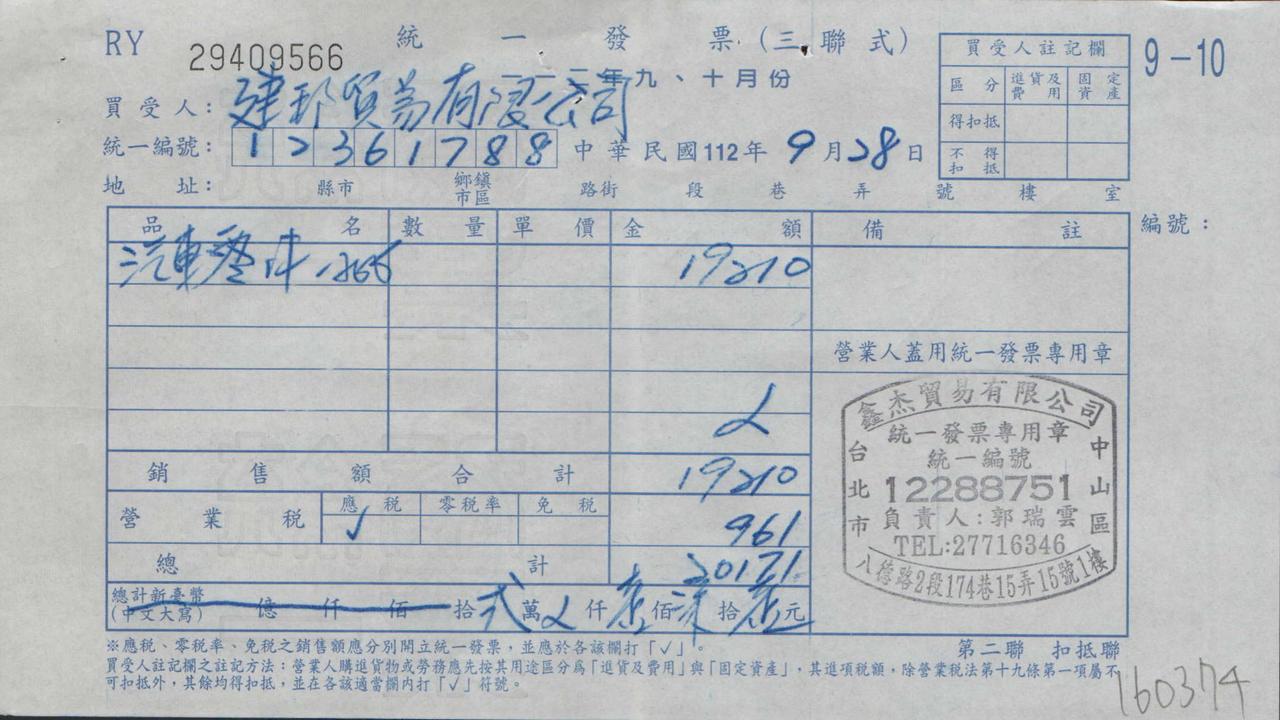 RY 29409566 統一發票(三聯式) 9-10
一一二年九、十月份
買受人註記欄
區分 進貨及費用 固定資產
得扣抵
不得扣抵
買受人: 建邦貿易有限公司
統一編號: 12361788 中華民國112年9月28日
地址: 縣市 鄉鎮市區 路街 段 巷 弄 號 樓 室
品名 數量 單價 金額 備註 編號:
汽車零件 19210
營業人蓋用統一發票專用章
銷售額合計 19210
營業稅 應稅 零稅率 免稅
√ 961
總計 20171
總計新臺幣(中文大寫) 億 仟 佰 拾 弍 萬 仟 壹 佰 柒 拾 壹 元
鑫杰貿易有限公司
統一發票專用章
統一編號
12288751
負責人:郭瑞雲
TEL:27716346
台北市
中山區
八德路2段174巷15弄15號1樓
※應稅、零稅率、免稅之銷售額應分別開立統一發票,並應於各該欄打「√」。
第二聯 扣抵聯
買受人註記欄之註記方法:營業人購進貨物或勞務應先按其用途區分為「進貨及費用」與「固定資產」,其進項稅額,除營業稅法第十九條第一項屬不
可扣抵外,其餘均得扣抵,並在各該適當欄內打「√」符號。
160374